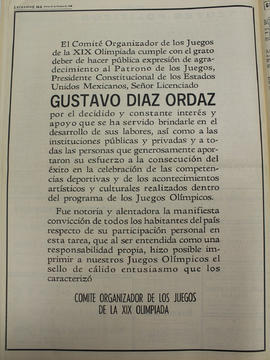 El Comité Organizador de los Juegos
de la XIX Olimpíada cumple con el grato
deber de hacer pública expresión de agra-
decimiento al Patrono de los Juegos,
Presidente Constitucional de los Estados
Unidos Mexicanos, Señor Licenciado
GUSTAVO DIAZ ORDAZ
por el decidido y constante interés y
apoyo que se ha servido brindarle en el
desarrollo de sus labores, así como a las
instituciones públicas y privadas y a to-
das las personas que generosamente apor-
taron su esfuerzo a la consecución del
éxito en la celebración de las competen-
cias deportivas y de los acontecimientos
artísticos y culturales realizados dentro
del programa de los Juegos Olímpicos.
Fue notoria y alentadora la manifiesta
convicción de todos los habitantes del país
respecto de su participación personal en
esta tarea, que al ser entendida como una
responsabilidad propia, hizo posible im-
primir a nuestros Juegos Olímpicos el
sello de cálido entusiasmo que los
caracterizó
COMITE ORGANIZADOR DE LOS JUEGOS
DE LA XIX OLIMPIADA